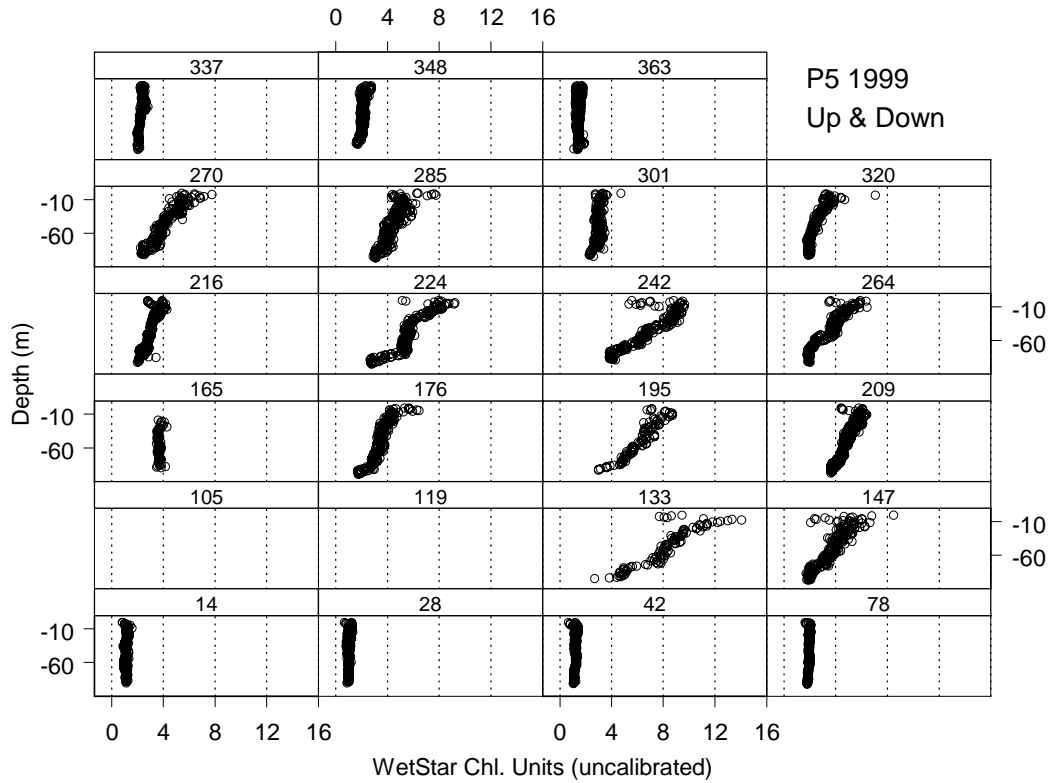 0 4 8 12 16
337 348 363
P5 1999
Up & Down
270 285 301 320
-10
-60
216 224 242 264
-10
-60
165 176 195 209
-10
-60
105 119 133 147
-10
-60
14 28 42 78
-10
-60
Depth (m)
0 4 8 12 16 0 4 8 12 16
WetStar Chl. Units (uncalibrated)